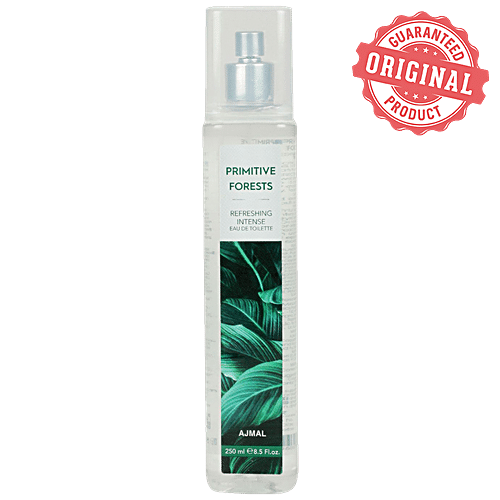 GUARANTEED
ORIGINAL
PRODUCT
PRIMITIVE
FORESTS
REFRESHING
INTENSE
EAU DE TOILETTE
AJMAL
250 ml ℮ 8.5 Fl.oz.